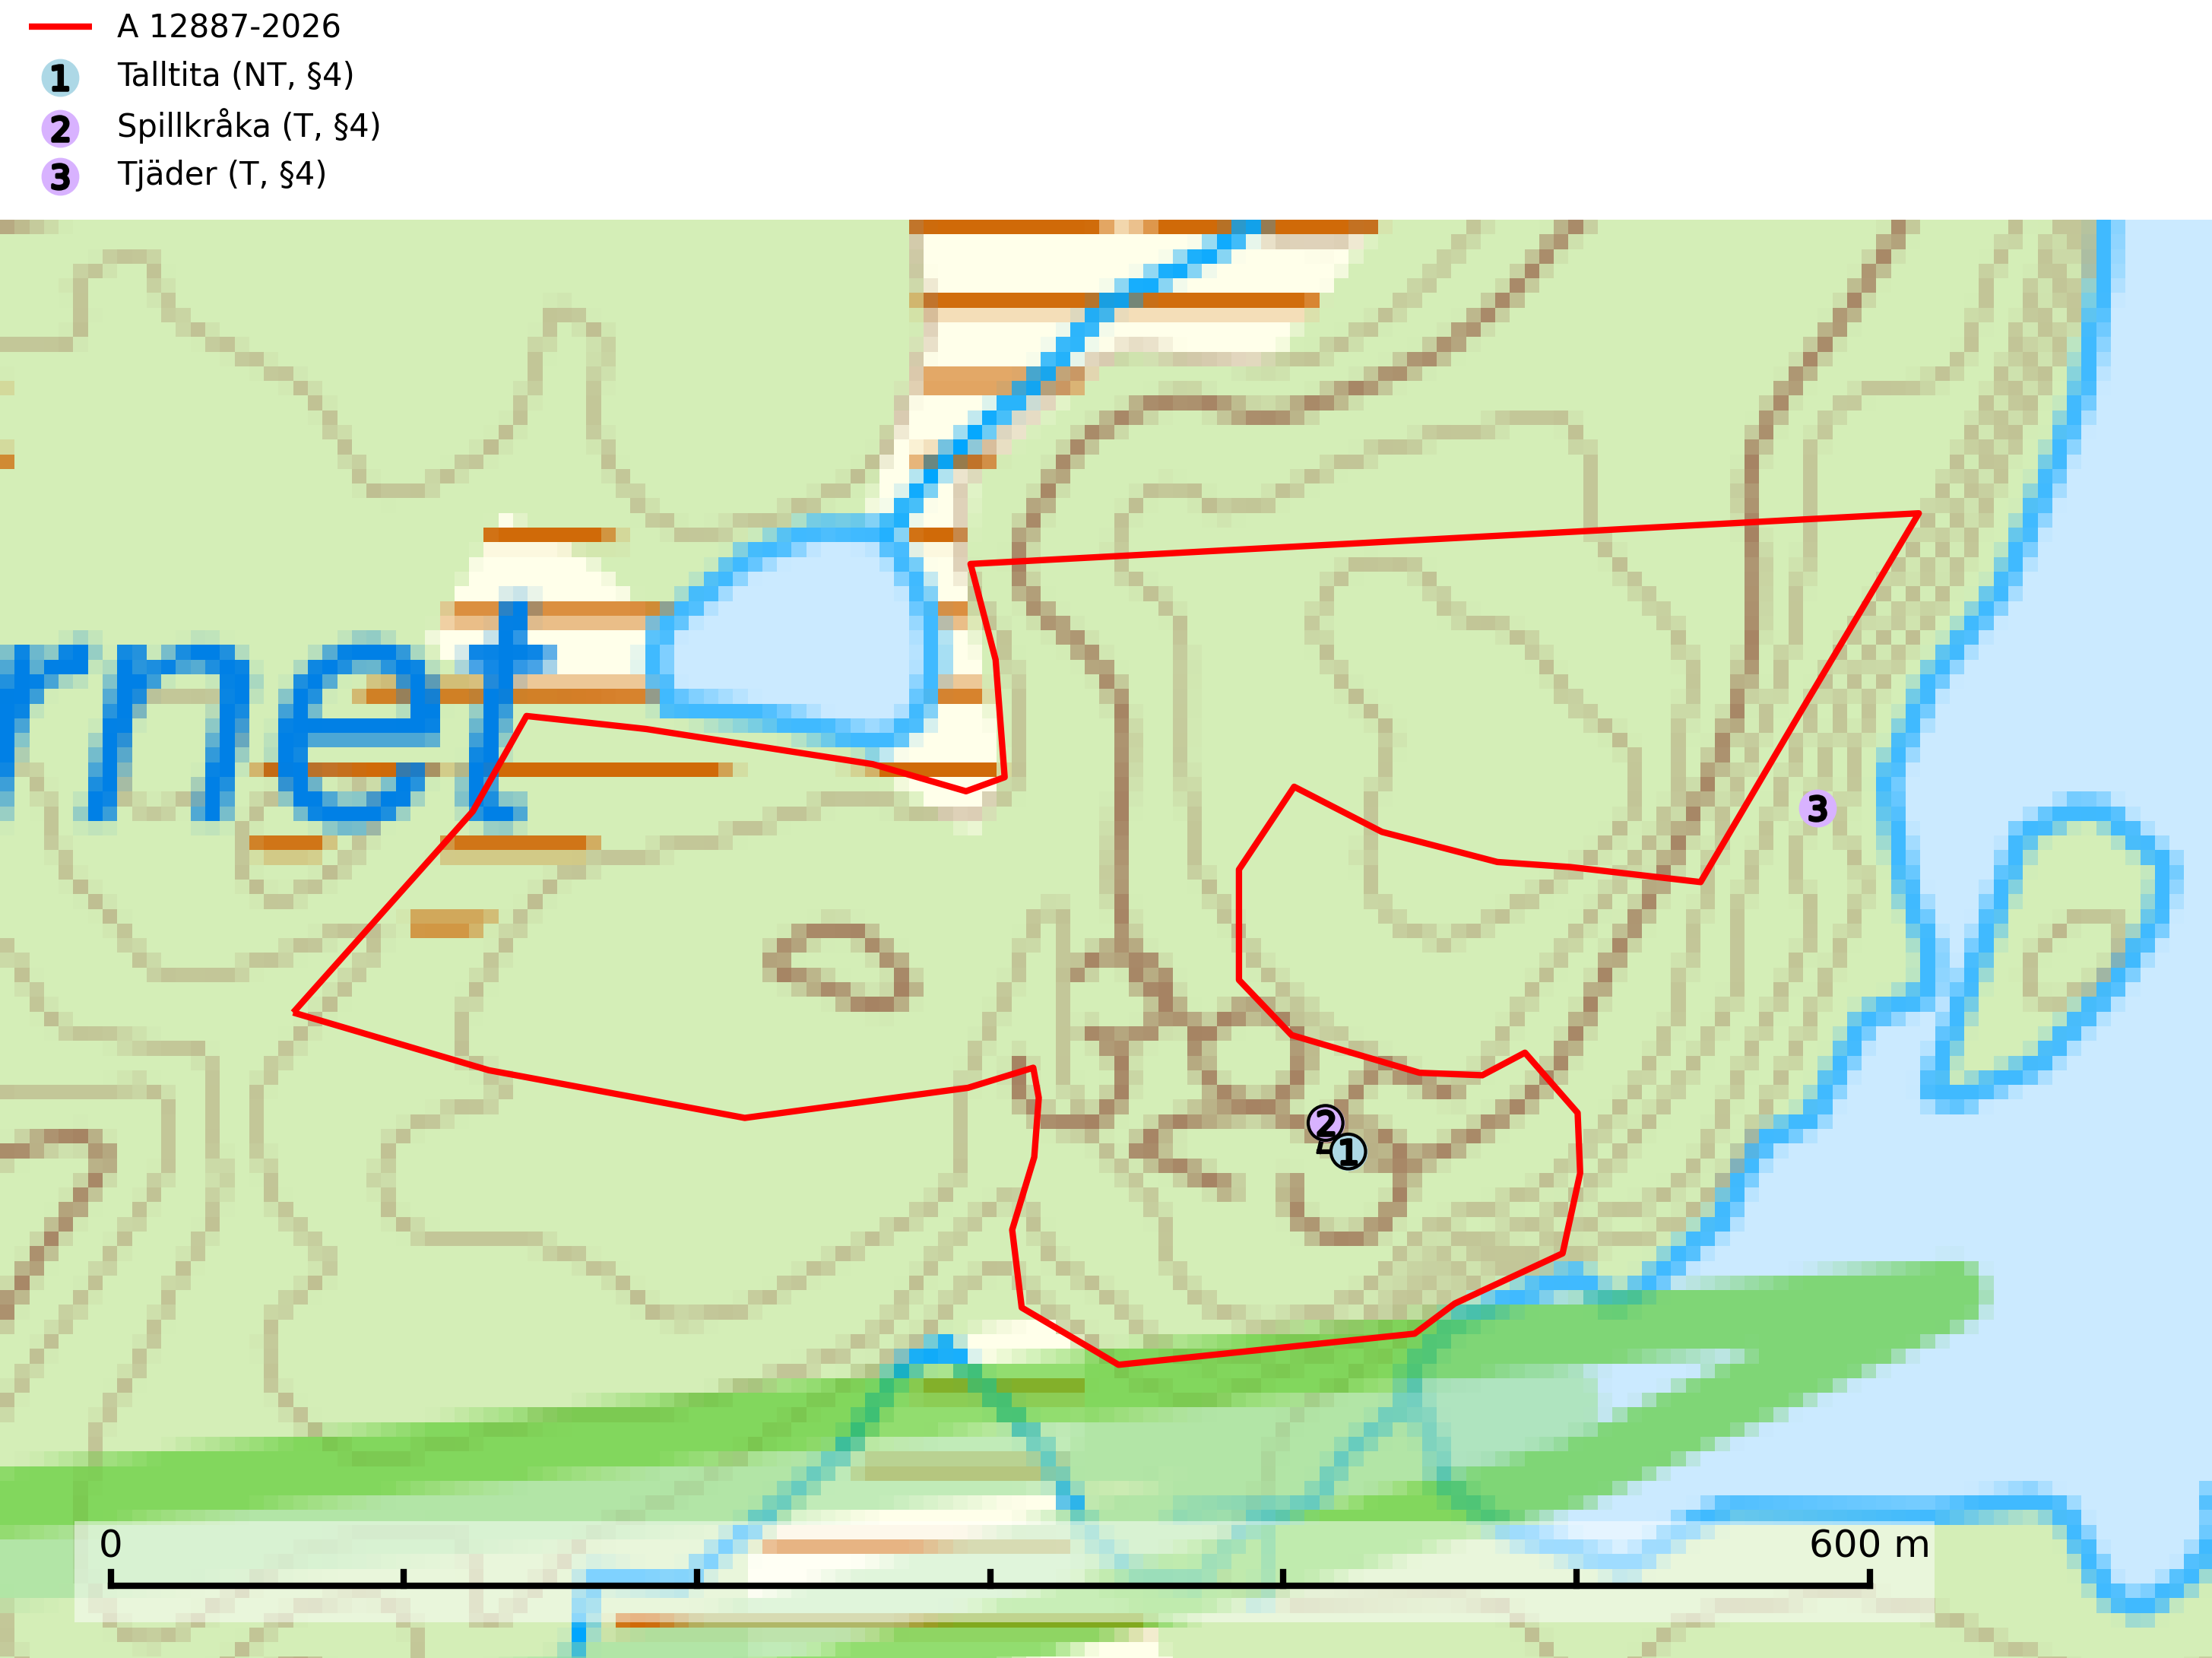 A 12887-2026
1 Talltita (NT, §4)
2 Spillkråka (T, §4)
3 Tjäder (T, §4)
rnet
3
2
1
0 600 m